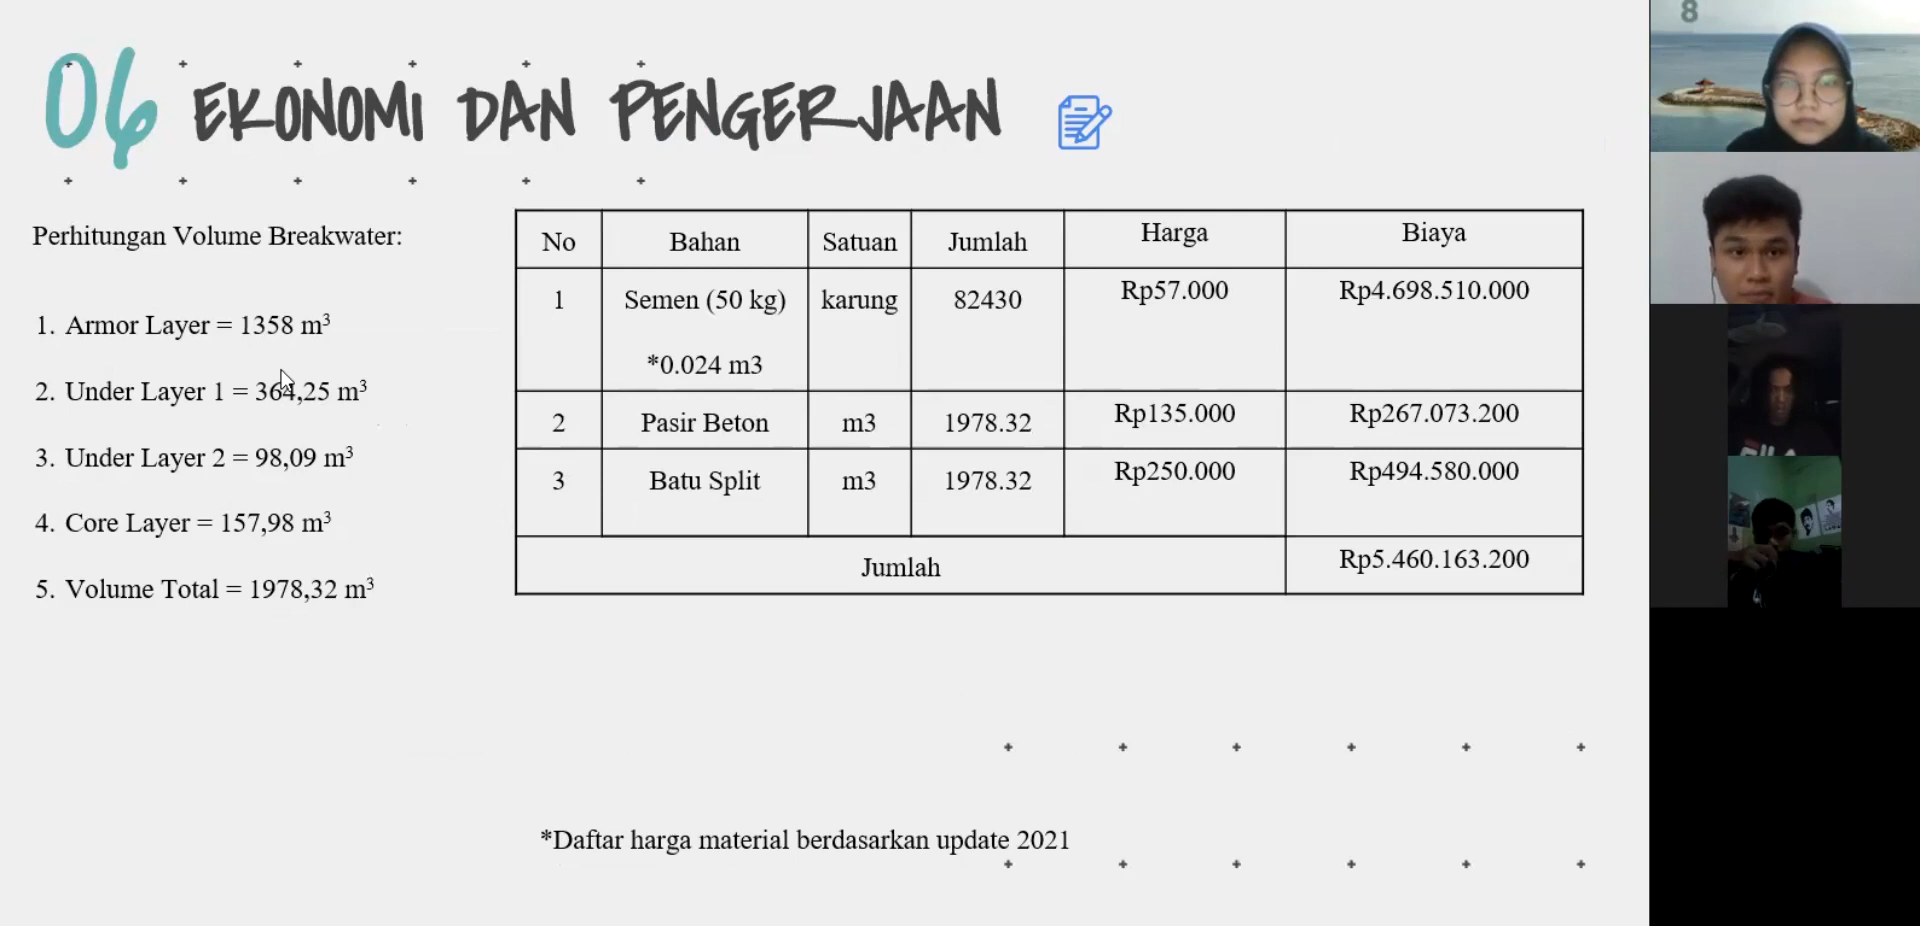 06 EKONOMI DAN PENGERJAAN
Perhitungan Volume Breakwater:
1. Armor Layer = 1358 m³
2. Under Layer 1 = 364,25 m³
3. Under Layer 2 = 98,09 m³
4. Core Layer = 157,98 m³
5. Volume Total = 1978,32 m³
No Bahan Satuan Jumlah Harga Biaya
1 Semen (50 kg) karung 82430 Rp57.000 Rp4.698.510.000
*0.024 m3
2 Pasir Beton m3 1978.32 Rp135.000 Rp267.073.200
3 Batu Split m3 1978.32 Rp250.000 Rp494.580.000
Jumlah Rp5.460.163.200
*Daftar harga material berdasarkan update 2021
8